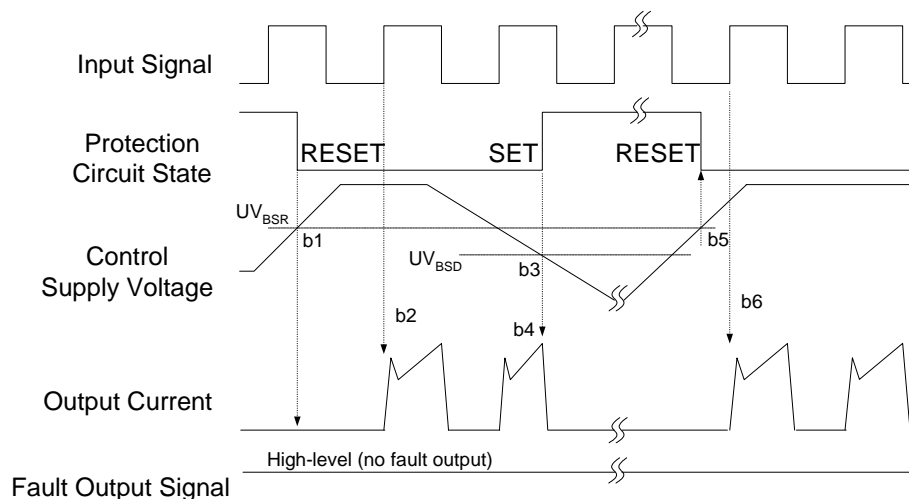 Input Signal
Protection
Circuit State
RESET
SET
RESET
UVBSR
b1
b5
UVBSD
b3
Control
Supply Voltage
b2
b4
b6
Output Current
High-level (no fault output)
Fault Output Signal